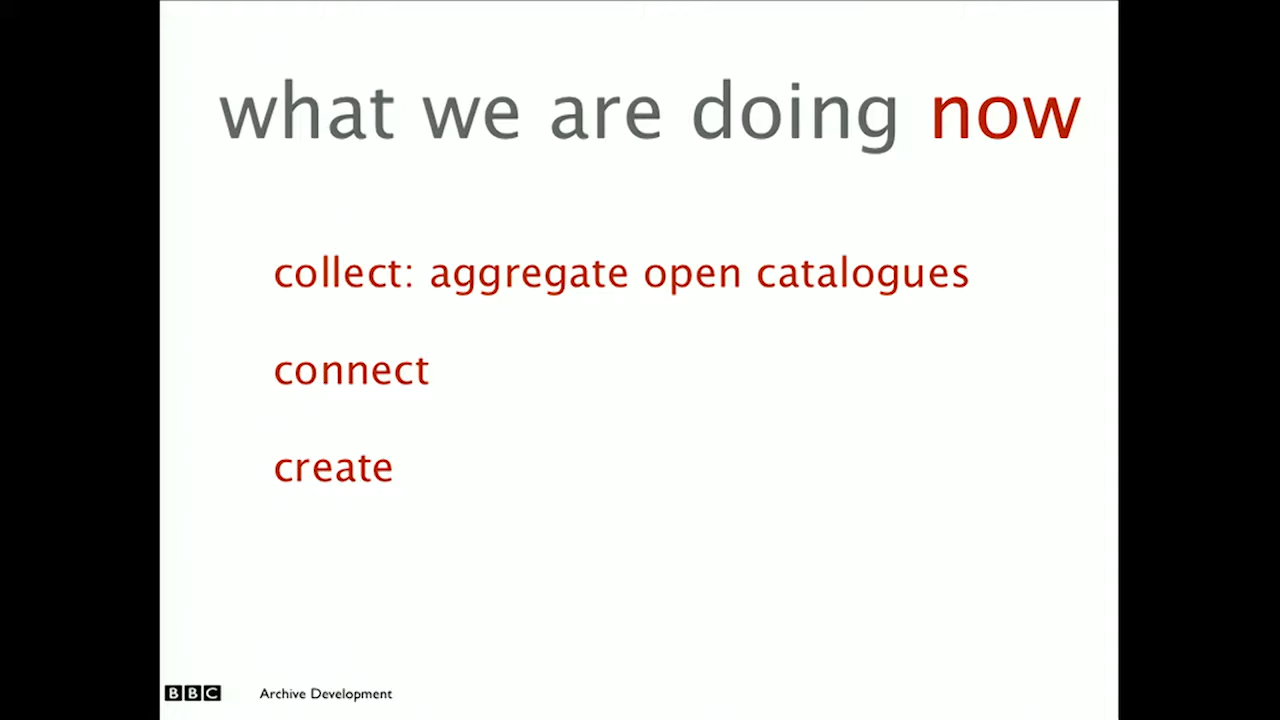 what we are doing now
collect: aggregate open catalogues
connect
create
BBC Archive Development